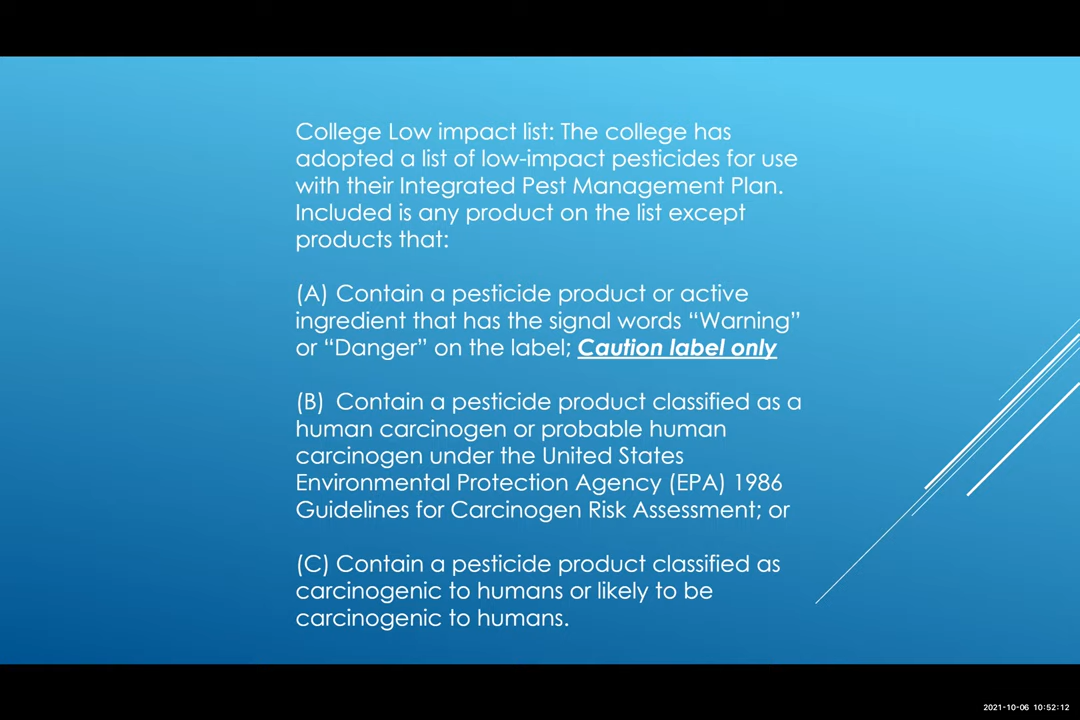 College Low impact list: The college has
adopted a list of low-impact pesticides for use
with their Integrated Pest Management Plan.
Included is any product on the list except
products that:
(A) Contain a pesticide product or active
ingredient that has the signal words “Warning”
or “Danger” on the label; Caution label only
(B)  Contain a pesticide product classified as a
human carcinogen or probable human
carcinogen under the United States
Environmental Protection Agency (EPA) 1986
Guidelines for Carcinogen Risk Assessment; or
(C) Contain a pesticide product classified as
carcinogenic to humans or likely to be
carcinogenic to humans.
2021-10-06 10:52:12